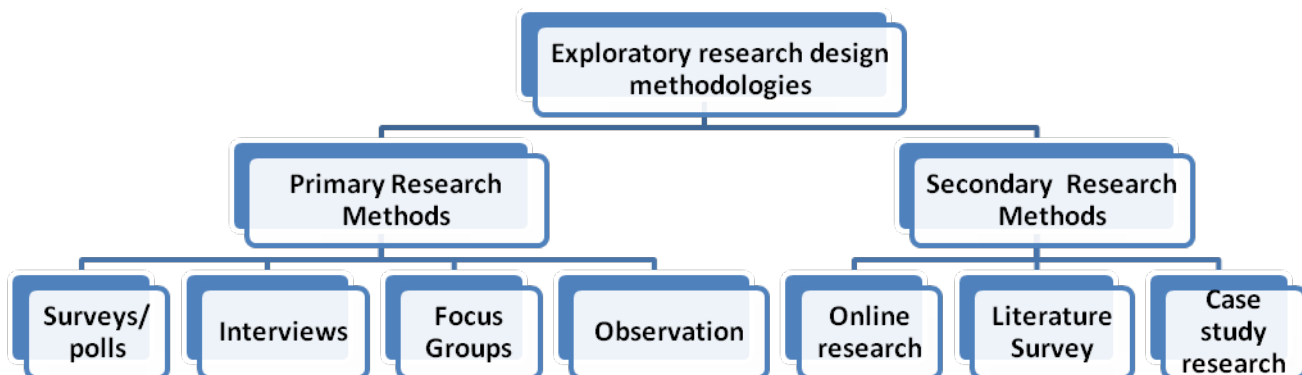 Exploratory research design
methodologies
Primary Research
Methods
Secondary Research
Methods
Surveys/
polls
Interviews
Focus
Groups
Observation
Online
research
Literature
Survey
Case
study
research